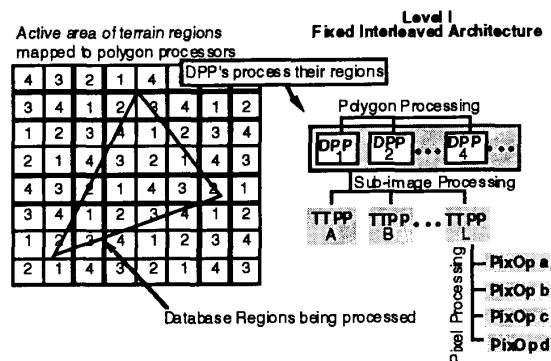 Level I
Fixed Interleaved Architecture
Active area of terrain regions
mapped to polygon processors
DPP's process their regions
4 3 2 1 4
3 4 1 2 3 4 1 2
1 2 3 4 1 2 3 4
2 1 4 3 2 1 4 3
4 3 2 1 4 3 2 1
3 4 1 2 3 4 1 2
1 2 3 4 1 2 3 4
2 1 4 3 2 1 4 3
Database Regions being processed
Polygon Processing
DPP 1
DPP 2
...
DPP 4
...
Sub-image Processing
TTPP A
TTPP B
...
TTPP L
Pixel Processing
PixOp a
PixOp b
PixOp c
PixOp d